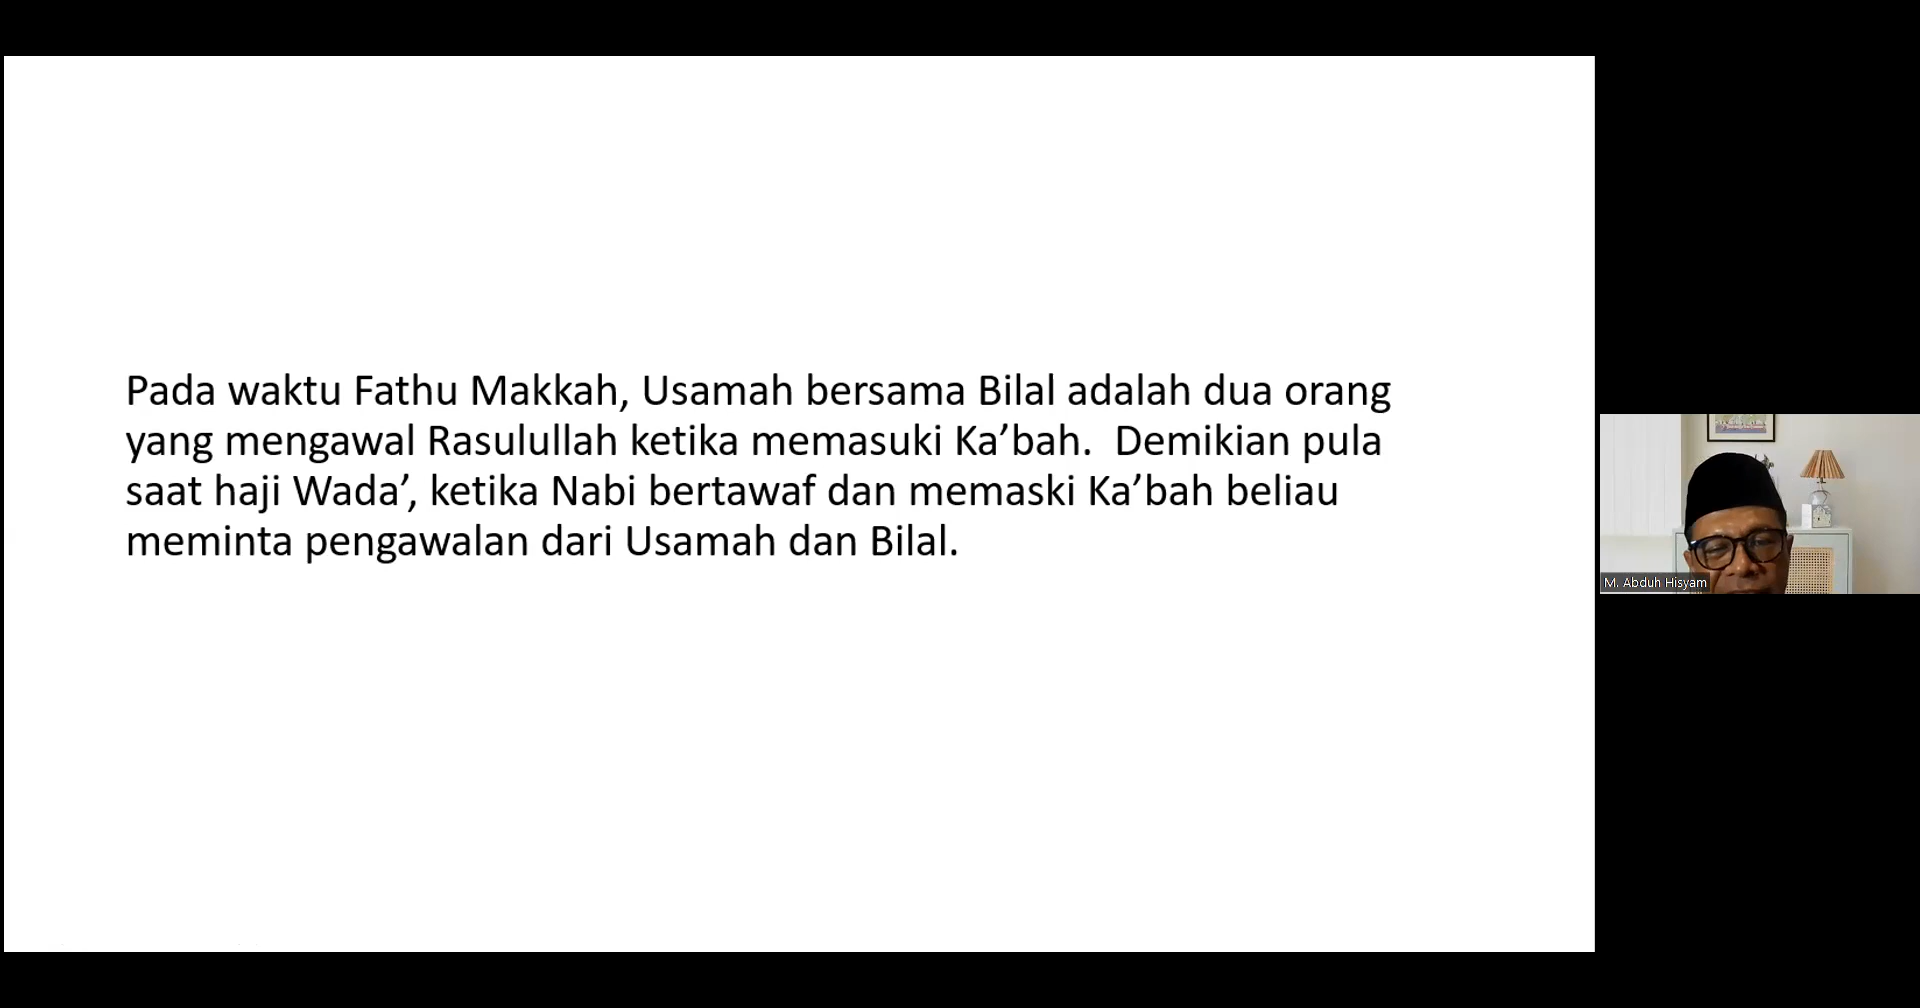 Pada waktu Fathu Makkah, Usamah bersama Bilal adalah dua orang
yang mengawal Rasulullah ketika memasuki Ka’bah.  Demikian pula
saat haji Wada’, ketika Nabi bertawaf dan memaski Ka’bah beliau
meminta pengawalan dari Usamah dan Bilal.
M. Abduh Hisyam